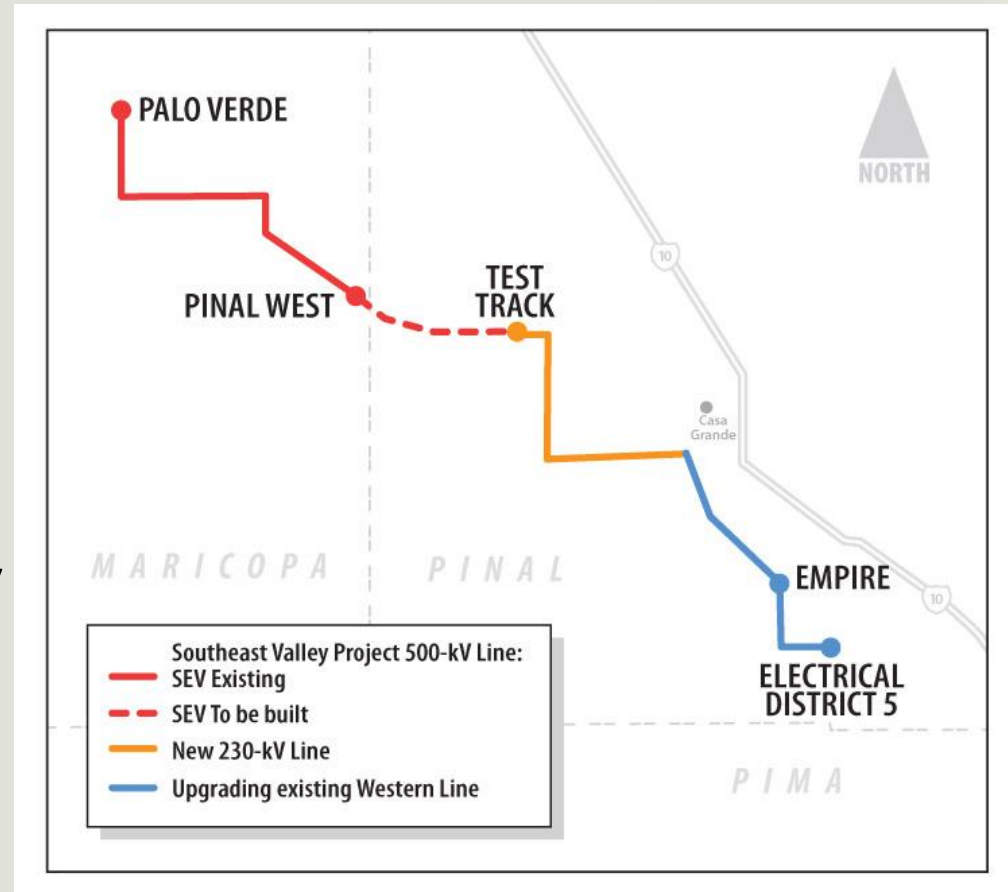 PALO VERDE
NORTH
10
TEST
TRACK
PINAL WEST
Casa
Grande
MARICOPA
PINAL
EMPIRE
10
ELECTRICAL
DISTRICT 5
Southeast Valley Project 500-kV Line:
SEV Existing
SEV To be built
New 230-kV Line
Upgrading existing Western Line
PIMA